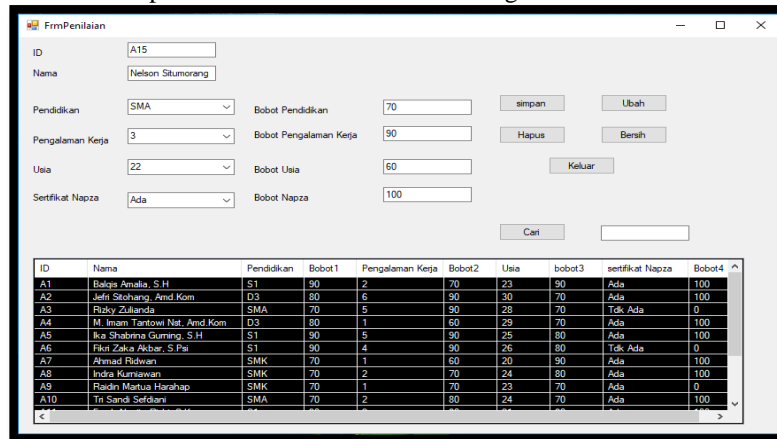 FrmPenilaian
ID A15
Nama Nelson Situmorang
Pendidikan SMA Bobot Pendidikan 70 simpan Ubah
Pengalaman Kerja 3 Bobot Pengalaman Kerja 90 Hapus Bersih
Usia 22 Bobot Usia 60 Keluar
Sertifikat Napza Ada Bobot Napza 100
Cari
ID Nama Pendidikan Bobot1 Pengalaman Kerja Bobot2 Usia bobot3 sertifikat Napza Bobot4
A1 Balqis Amalia, S.H S1 90 2 70 23 90 Ada 100
A2 Jefri Sitohang, Amd.Kom D3 80 6 90 30 70 Ada 100
A3 Rizky Zulianda SMA 70 5 90 28 70 Tdk Ada 0
A4 M. Imam Tantowi Nst, Amd.Kom D3 80 1 60 29 70 Ada 100
A5 Ika Shabrina Gurning, S.H S1 90 5 90 25 80 Ada 100
A6 Fikri Zaka Akbar, S.Psi S1 90 4 90 26 80 Tdk Ada 0
A7 Ahmad Ridwan SMK 70 1 60 20 90 Ada 100
A8 Indra Kurniawan SMK 70 2 70 24 80 Ada 100
A9 Raidin Martua Harahap SMK 70 1 70 23 70 Ada 0
A10 Tri Sandi Sefdiani SMA 70 2 80 24 70 Ada 100